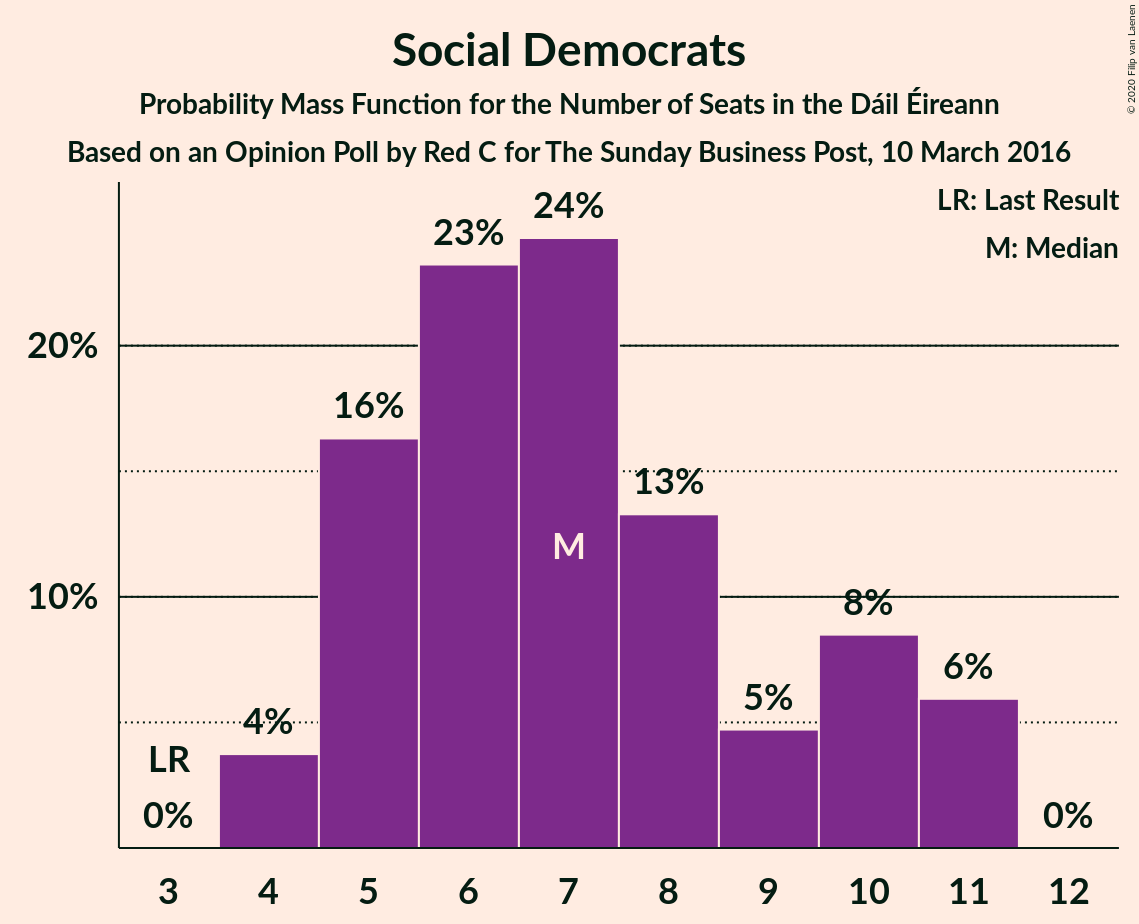 Social Democrats
Probability Mass Function for the Number of Seats in the Dáil Éireann
Based on an Opinion Poll by Red C for The Sunday Business Post, 10 March 2016
© 2020 Filip van Laenen
LR: Last Result
M: Median
24%
23%
20%
16%
13%
M
10%
8%
6%
5%
4%
LR
0%
0%
3 4 5 6 7 8 9 10 11 12